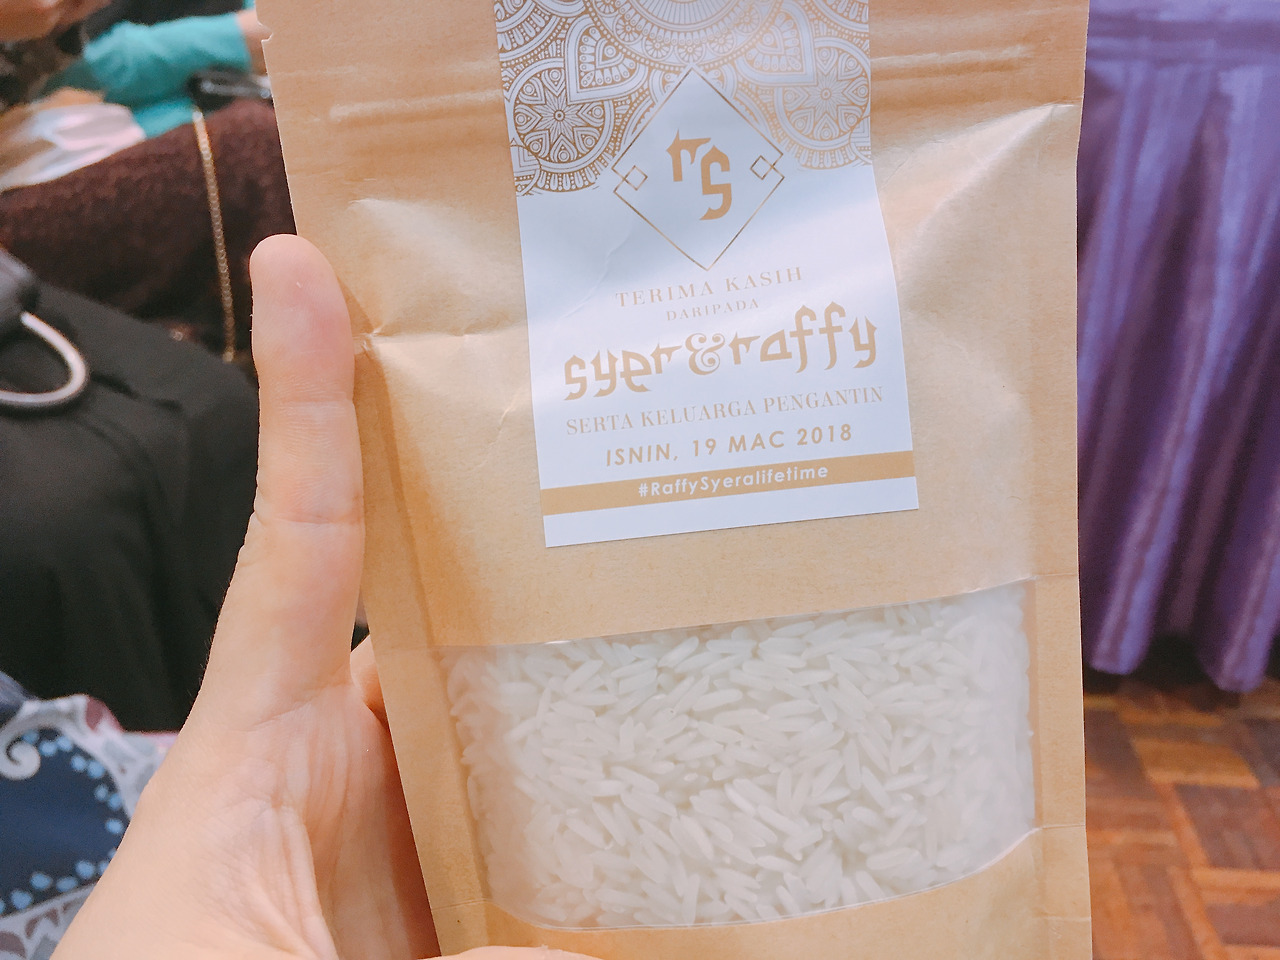 rs
TERIMA KASIH
DARIPADA
syer&raffy
SERTA KELUARGA PENGANTIN
ISNIN, 19 MAC 2018
#RaffySyeralifetime